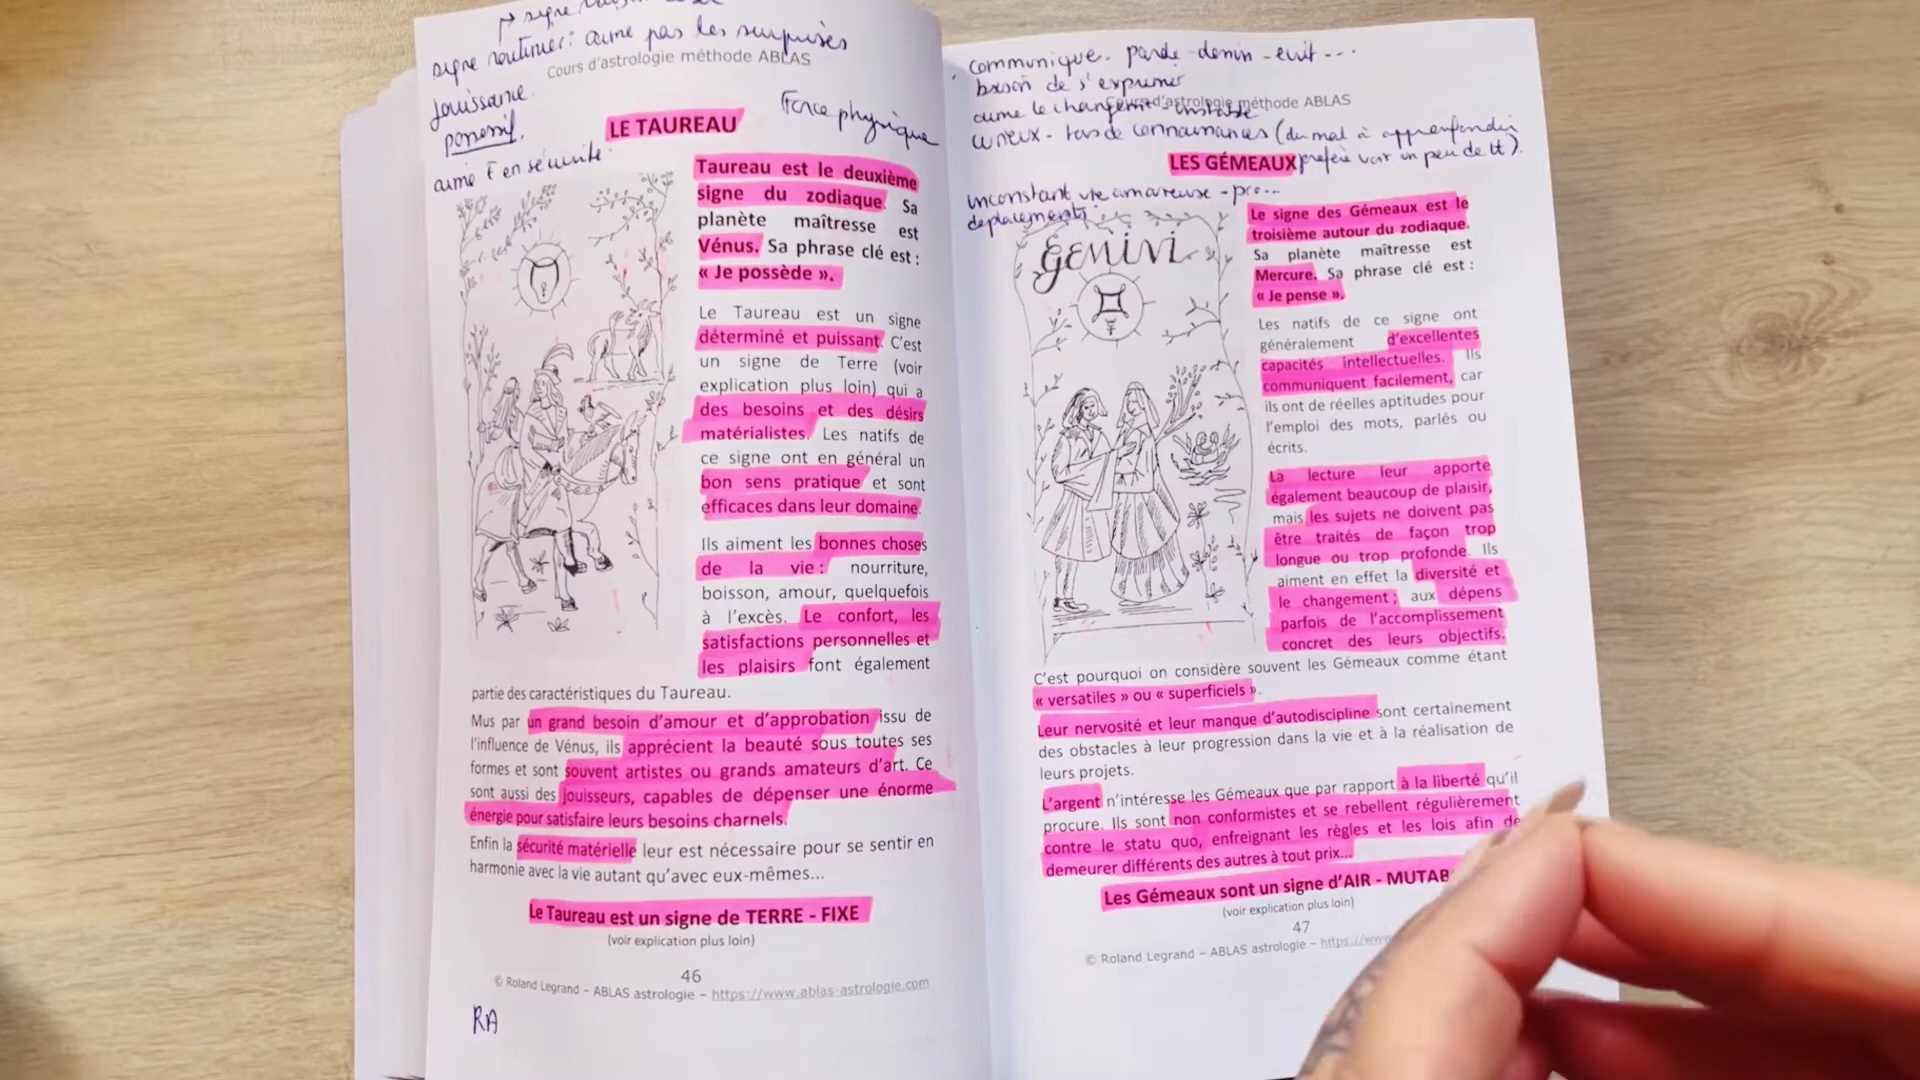 signe
signe routinier: aime pas les surprises
Cours d'astrologie méthode ABLAS
jouissance.
possessif.
Force physique
LE TAUREAU
aime ê en sécurité.
Taureau est le deuxième
signe du zodiaque. Sa
planète maîtresse est
Vénus. Sa phrase clé est :
« Je possède ».
Le Taureau est un signe
déterminé et puissant. C'est
un signe de Terre (voir
explication plus loin) qui a
des besoins et des désirs
matérialistes. Les natifs de
ce signe ont en général un
bon sens pratique et sont
efficaces dans leur domaine.
Ils aiment les bonnes choses
de la vie : nourriture,
boisson, amour, quelquefois
à l'excès. Le confort, les
satisfactions personnelles et
les plaisirs font également
partie des caractéristiques du Taureau.
Mus par un grand besoin d'amour et d'approbation issu de
l'influence de Vénus, ils apprécient la beauté sous toutes ses
formes et sont souvent artistes ou grands amateurs d'art. Ce
sont aussi des jouisseurs, capables de dépenser une énorme
énergie pour satisfaire leurs besoins charnels.
Enfin la sécurité matérielle leur est nécessaire pour se sentir en
harmonie avec la vie autant qu'avec eux-mêmes...
Le Taureau est un signe de TERRE - FIXE
(voir explication plus loin)
46
© Roland Legrand – ABLAS astrologie – https://www.ablas-astrologie.com
RA
communique. parle - - ...
besoin de s'exprimer
Cours d'astrologie méthode ABLAS
aime le changement - instable
curieux - de connaissances (du mal à approfondir
préfère voir un peu de tt).
LES GÉMEAUX
inconstant vie amoureuse - pro...
déplacements.
GEMINI
Le signe des Gémeaux est le
troisième autour du zodiaque.
Sa planète maîtresse est
Mercure. Sa phrase clé est :
« Je pense ».
Les natifs de ce signe ont
généralement d'excellentes
capacités intellectuelles. Ils
communiquent facilement, car
ils ont de réelles aptitudes pour
l'emploi des mots, parlés ou
écrits.
La lecture leur apporte
également beaucoup de plaisir,
mais les sujets ne doivent pas
être traités de façon trop
longue ou trop profonde. Ils
aiment en effet la diversité et
le changement ; aux dépens
parfois de l'accomplissement
concret des leurs objectifs.
C'est pourquoi on considère souvent les Gémeaux comme étant
« versatiles » ou « superficiels ».
Leur nervosité et leur manque d'autodiscipline sont certainement
des obstacles à leur progression dans la vie et à la réalisation de
leurs projets.
L'argent n'intéresse les Gémeaux que par rapport à la liberté qu'il
procure. Ils sont non conformistes et se rebellent régulièrement
contre le statu quo, enfreignant les règles et les lois afin de
demeurer différents des autres à tout prix...
Les Gémeaux sont un signe d'AIR - MUTAB
(voir explication plus loin)
47
© Roland Legrand – ABLAS astrologie – https://www